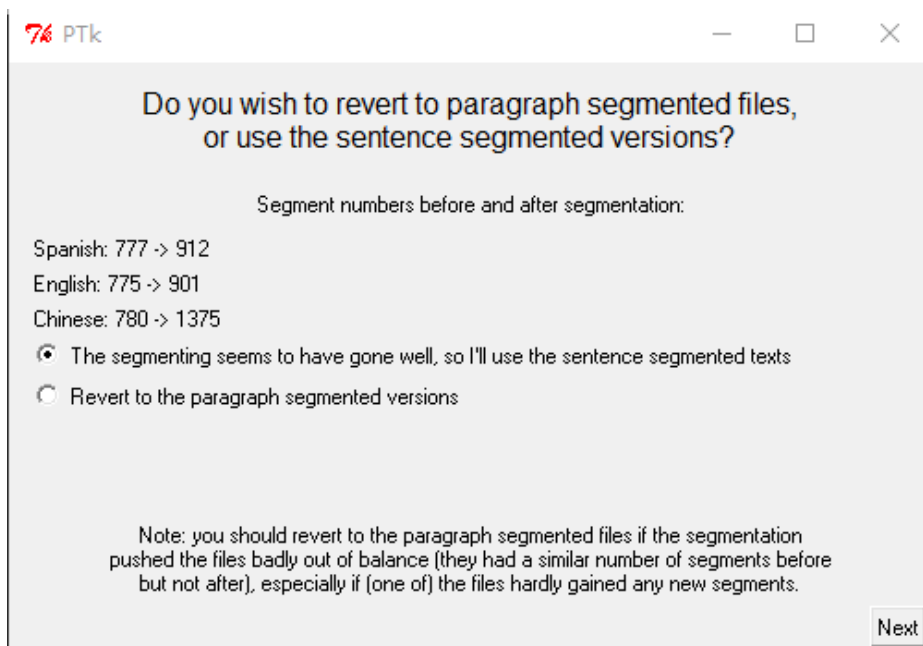 PTk
Do you wish to revert to paragraph segmented files,
or use the sentence segmented versions?
Segment numbers before and after segmentation:
Spanish: 777 -> 912
English: 775 -> 901
Chinese: 780 -> 1375
The segmenting seems to have gone well, so I'll use the sentence segmented texts
Revert to the paragraph segmented versions
Note: you should revert to the paragraph segmented files if the segmentation
pushed the files badly out of balance (they had a similar number of segments before
but not after), especially if (one of) the files hardly gained any new segments.
Next